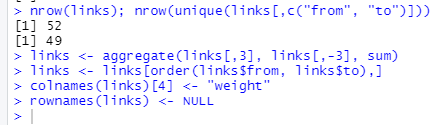 > nrow(links); nrow(unique(links[,c("from", "to")]))
[1] 52
[1] 49
> links <- aggregate(links[,3], links[,-3], sum)
> links <- links[order(links$from, links$to),]
> colnames(links)[4] <- "weight"
> rownames(links) <- NULL
>